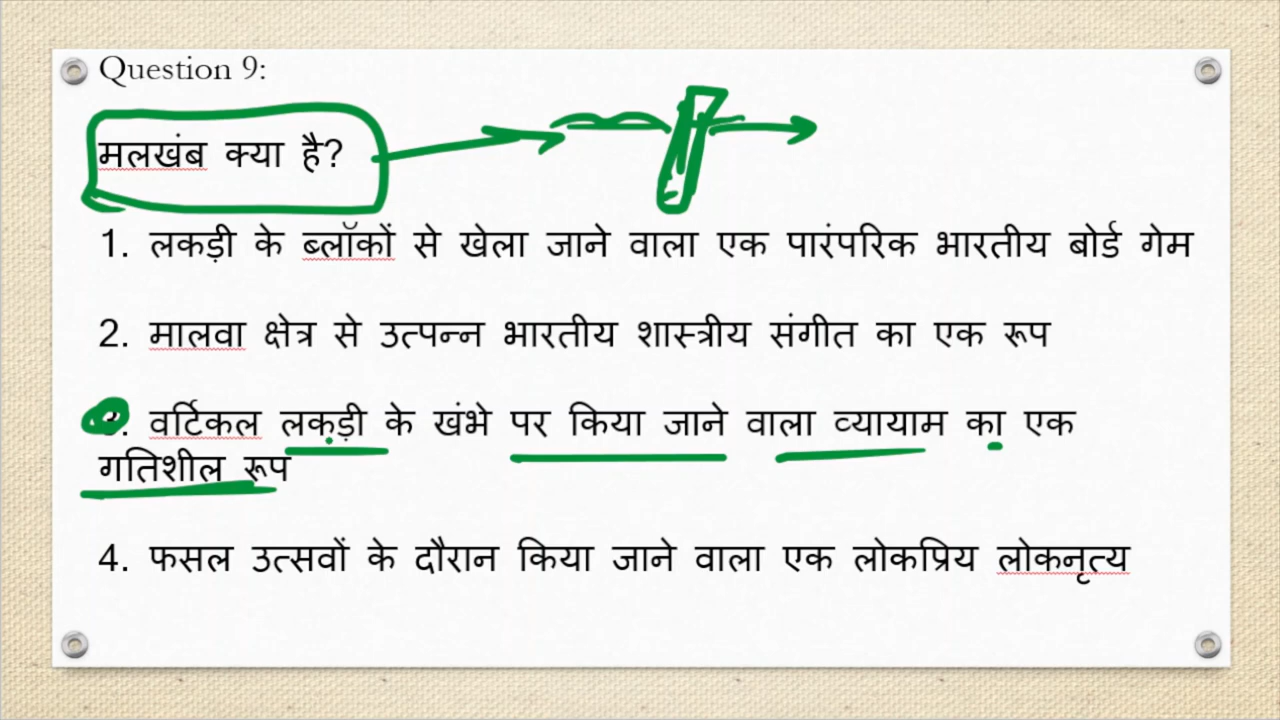 Question 9:
मलखंब क्या है?
1. लकड़ी के ब्लॉकों से खेला जाने वाला एक पारंपरिक भारतीय बोर्ड गेम
2. मालवा क्षेत्र से उत्पन्न भारतीय शास्त्रीय संगीत का एक रूप
3. वर्टिकल लकड़ी के खंभे पर किया जाने वाला व्यायाम का एक
गतिशील रूप
4. फसल उत्सवों के दौरान किया जाने वाला एक लोकप्रिय लोकनृत्य